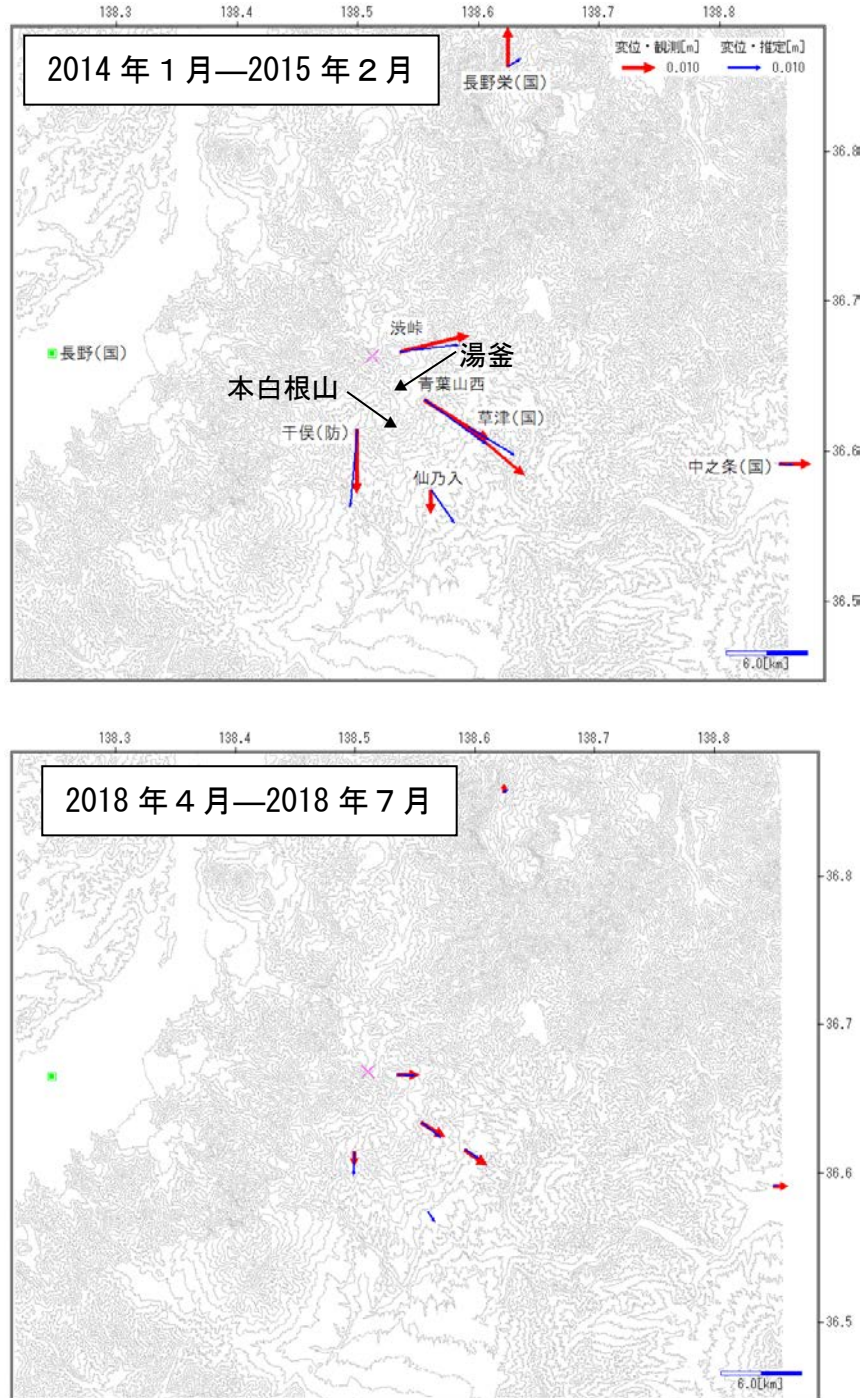 138.3 138.4 138.5 138.6 138.7 138.8
2014 年 1 月―2015 年 2 月
変位・観測[m] 変位・推定[m]
0.010 0.010
長野栄(国)
36.8
36.7
渋峠
長野(国)
湯釜
青葉山西
本白根山
草津(国)
干俣(防)
36.6
中之条(国)
仙乃入
36.5
6.0[km]
138.3 138.4 138.5 138.6 138.7 138.8
2018 年 4 月―2018 年 7 月
36.8
36.7
36.6
36.5
6.0[km]